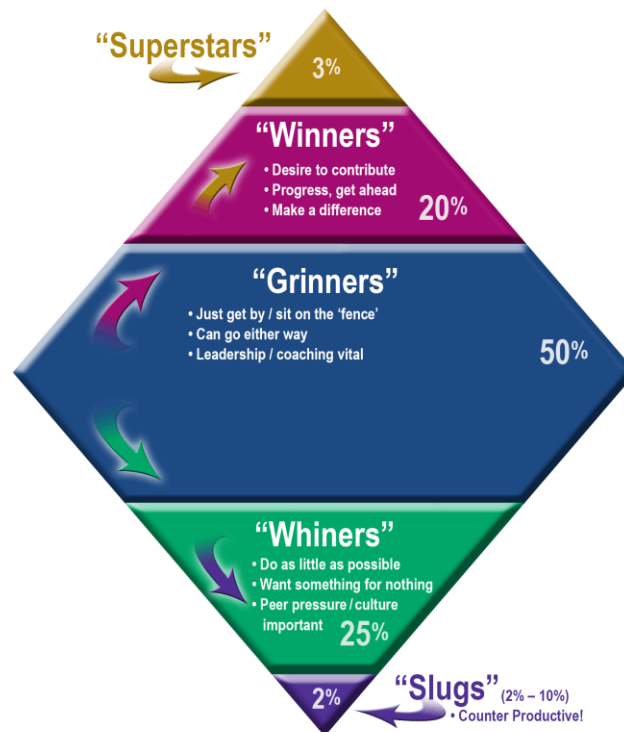 “Superstars”
3%
“Winners”
• Desire to contribute
• Progress, get ahead
• Make a difference
20%
“Grinners”
• Just get by / sit on the ‘fence’
• Can go either way
• Leadership / coaching vital
50%
“Whiners”
• Do as little as possible
• Want something for nothing
• Peer pressure / culture
important
25%
2%
“Slugs” (2% – 10%)
• Counter Productive!